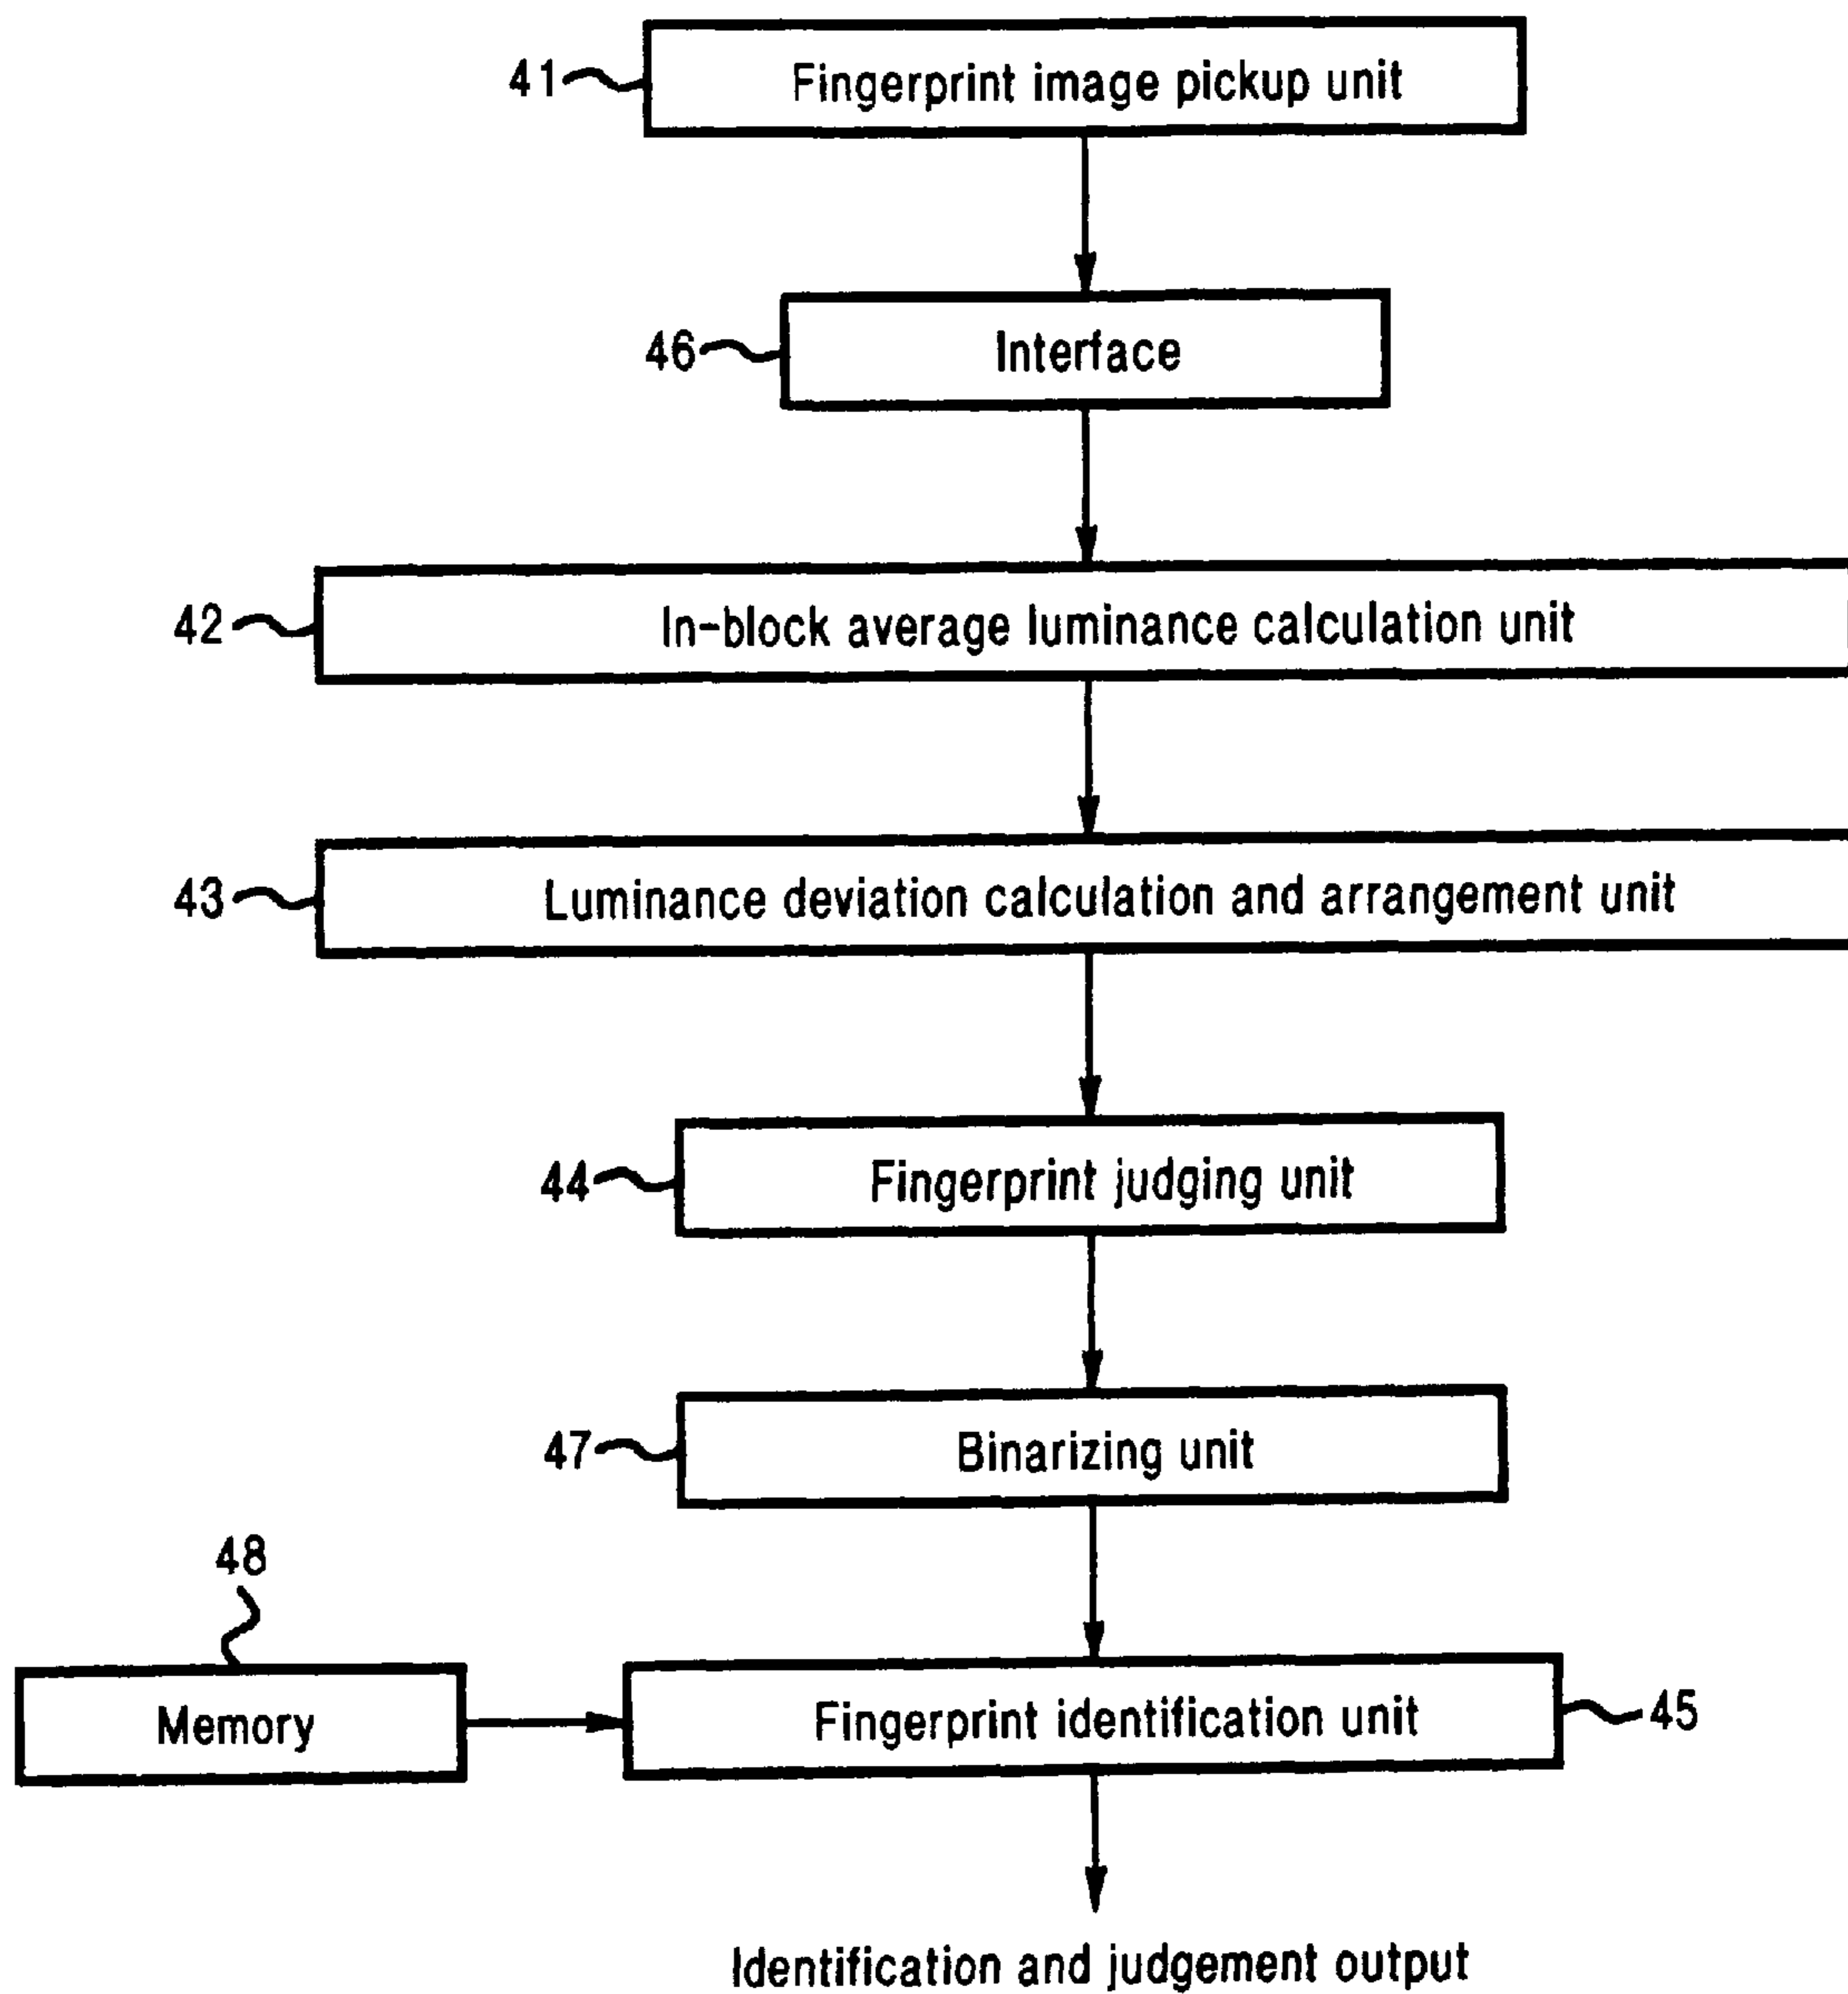 41 Fingerprint image pickup unit
46 Interface
42 In-block average luminance calculation unit
43 Luminance deviation calculation and arrangement unit
44 Fingerprint judging unit
47 Binarizing unit
48
Memory Fingerprint identification unit 45
Identification and judgement output